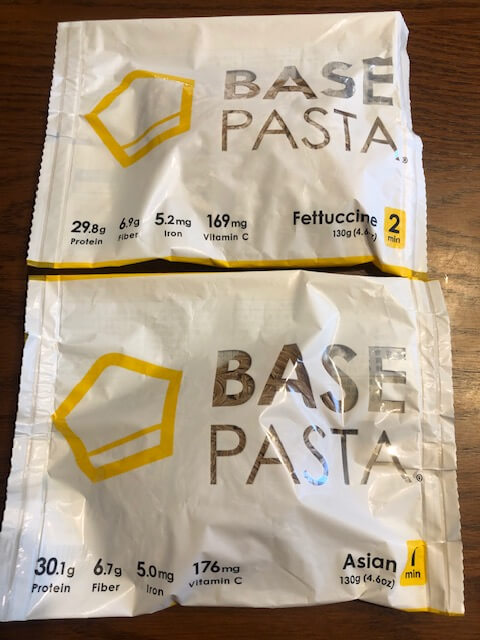 BASE
PASTA®
29.8g 6.9g 5.2mg 169mg
Protein Fiber Iron Vitamin C
Fettuccine 2
130g (4.6oz) min
BASE
PASTA®
30.1g 6.7g 5.0mg 176mg
Protein Fiber Iron Vitamin C
Asian 1
130g (4.6oz) min